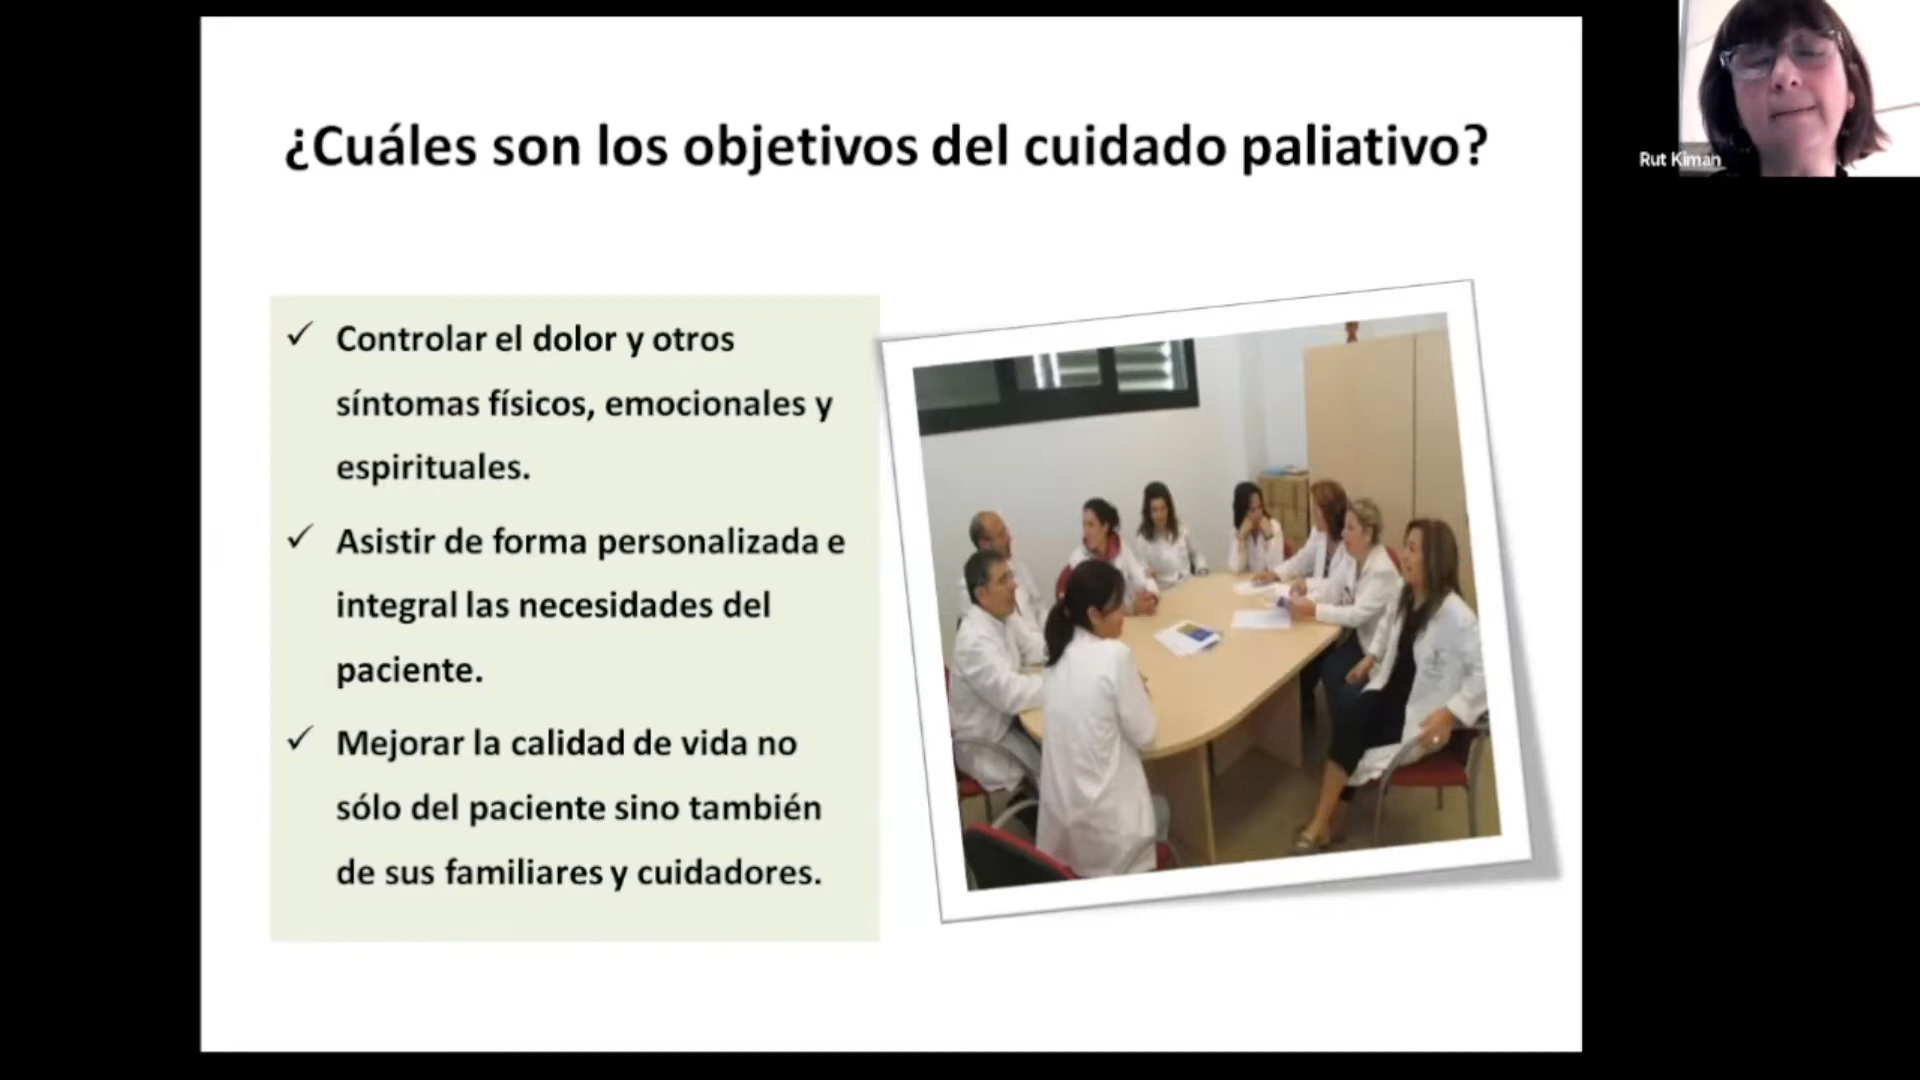 ¿Cuáles son los objetivos del cuidado paliativo?
✓ Controlar el dolor y otros
síntomas físicos, emocionales y
espirituales.
✓ Asistir de forma personalizada e
integral las necesidades del
paciente.
✓ Mejorar la calidad de vida no
sólo del paciente sino también
de sus familiares y cuidadores.
Rut Kiman